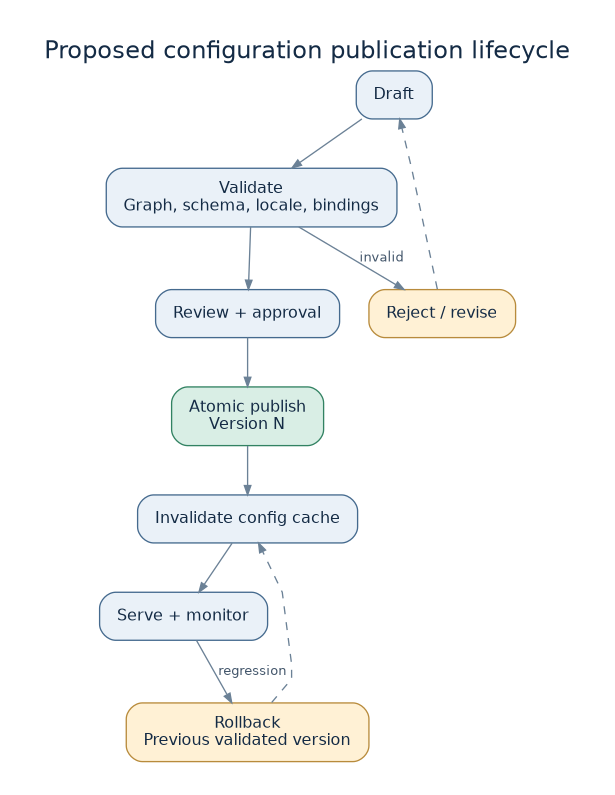 Proposed configuration publication lifecycle
Draft
Validate
Graph, schema, locale, bindings
invalid
Review + approval
Reject / revise
Atomic publish
Version N
Invalidate config cache
Serve + monitor
regression
Rollback
Previous validated version